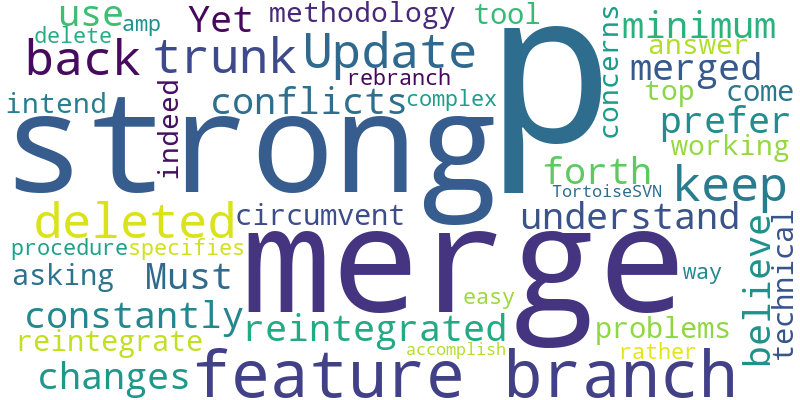 use
amp
delete
Yet
methodology
tool
concerns
minimum
answer
back
trunk
Update
rebranch
merged
top
come
intend
indeed
conflicts
complex
strong
p
prefer
working
forth
TortoiseSVN
keep
deleted
circumvent
understand
believe
technical
procedure
specifies
merge
way
asking
Must
easy
constantly
reintegrated
problems
reintegrate
accomplish
rather
changes
feature branch